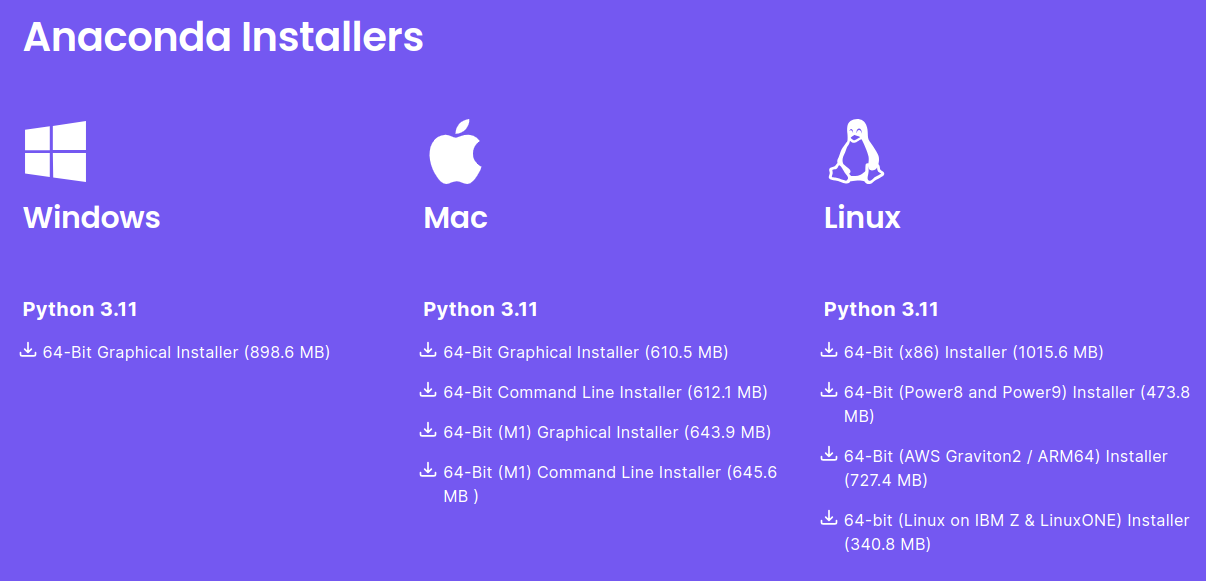 Anaconda Installers
Windows
Python 3.11
64-Bit Graphical Installer (898.6 MB)
Mac
Python 3.11
64-Bit Graphical Installer (610.5 MB)
64-Bit Command Line Installer (612.1 MB)
64-Bit (M1) Graphical Installer (643.9 MB)
64-Bit (M1) Command Line Installer (645.6
MB )
Linux
Python 3.11
64-Bit (x86) Installer (1015.6 MB)
64-Bit (Power8 and Power9) Installer (473.8
MB)
64-Bit (AWS Graviton2 / ARM64) Installer
(727.4 MB)
64-bit (Linux on IBM Z & LinuxONE) Installer
(340.8 MB)